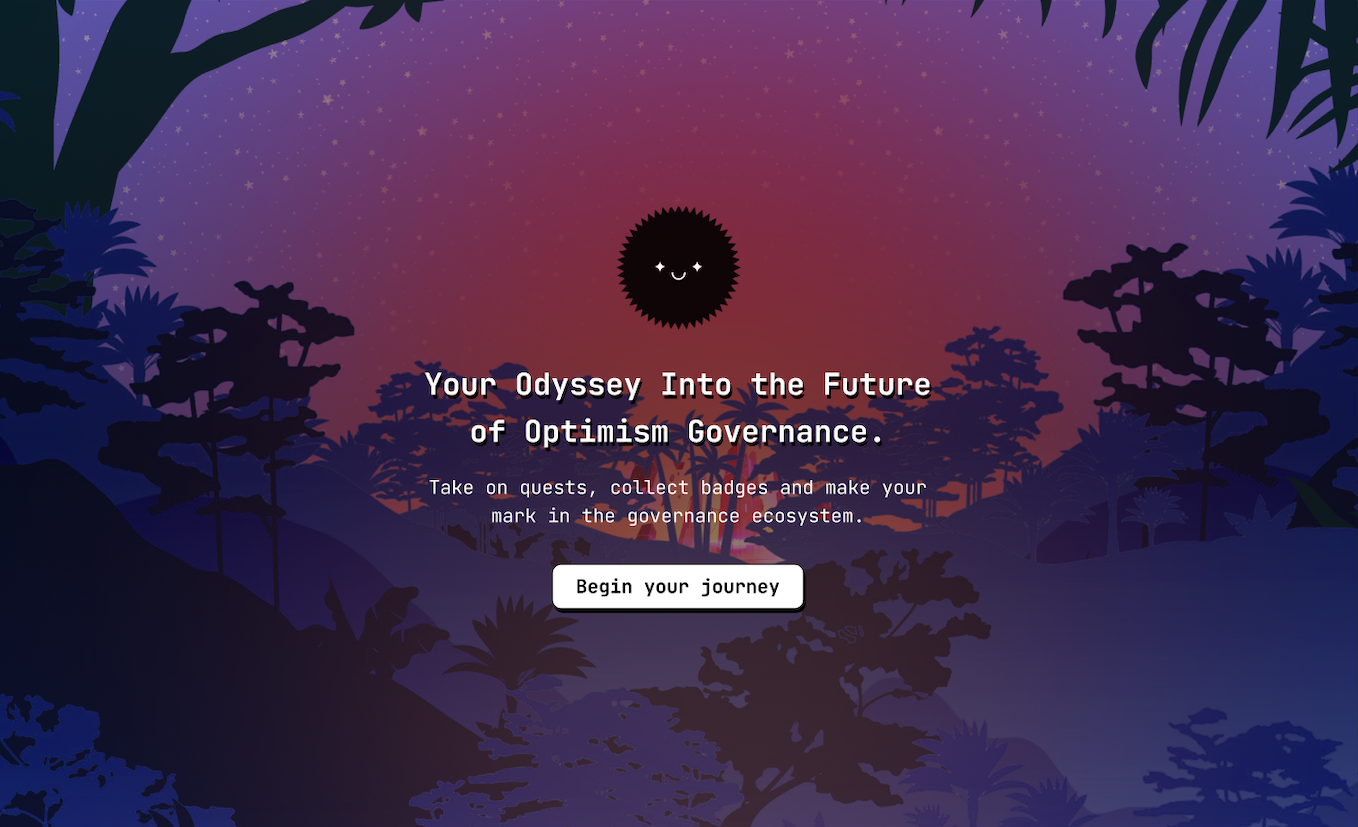 Your Odyssey Into the Future
of Optimism Governance.
Take on quests, collect badges and make your
mark in the governance ecosystem.
Begin your journey